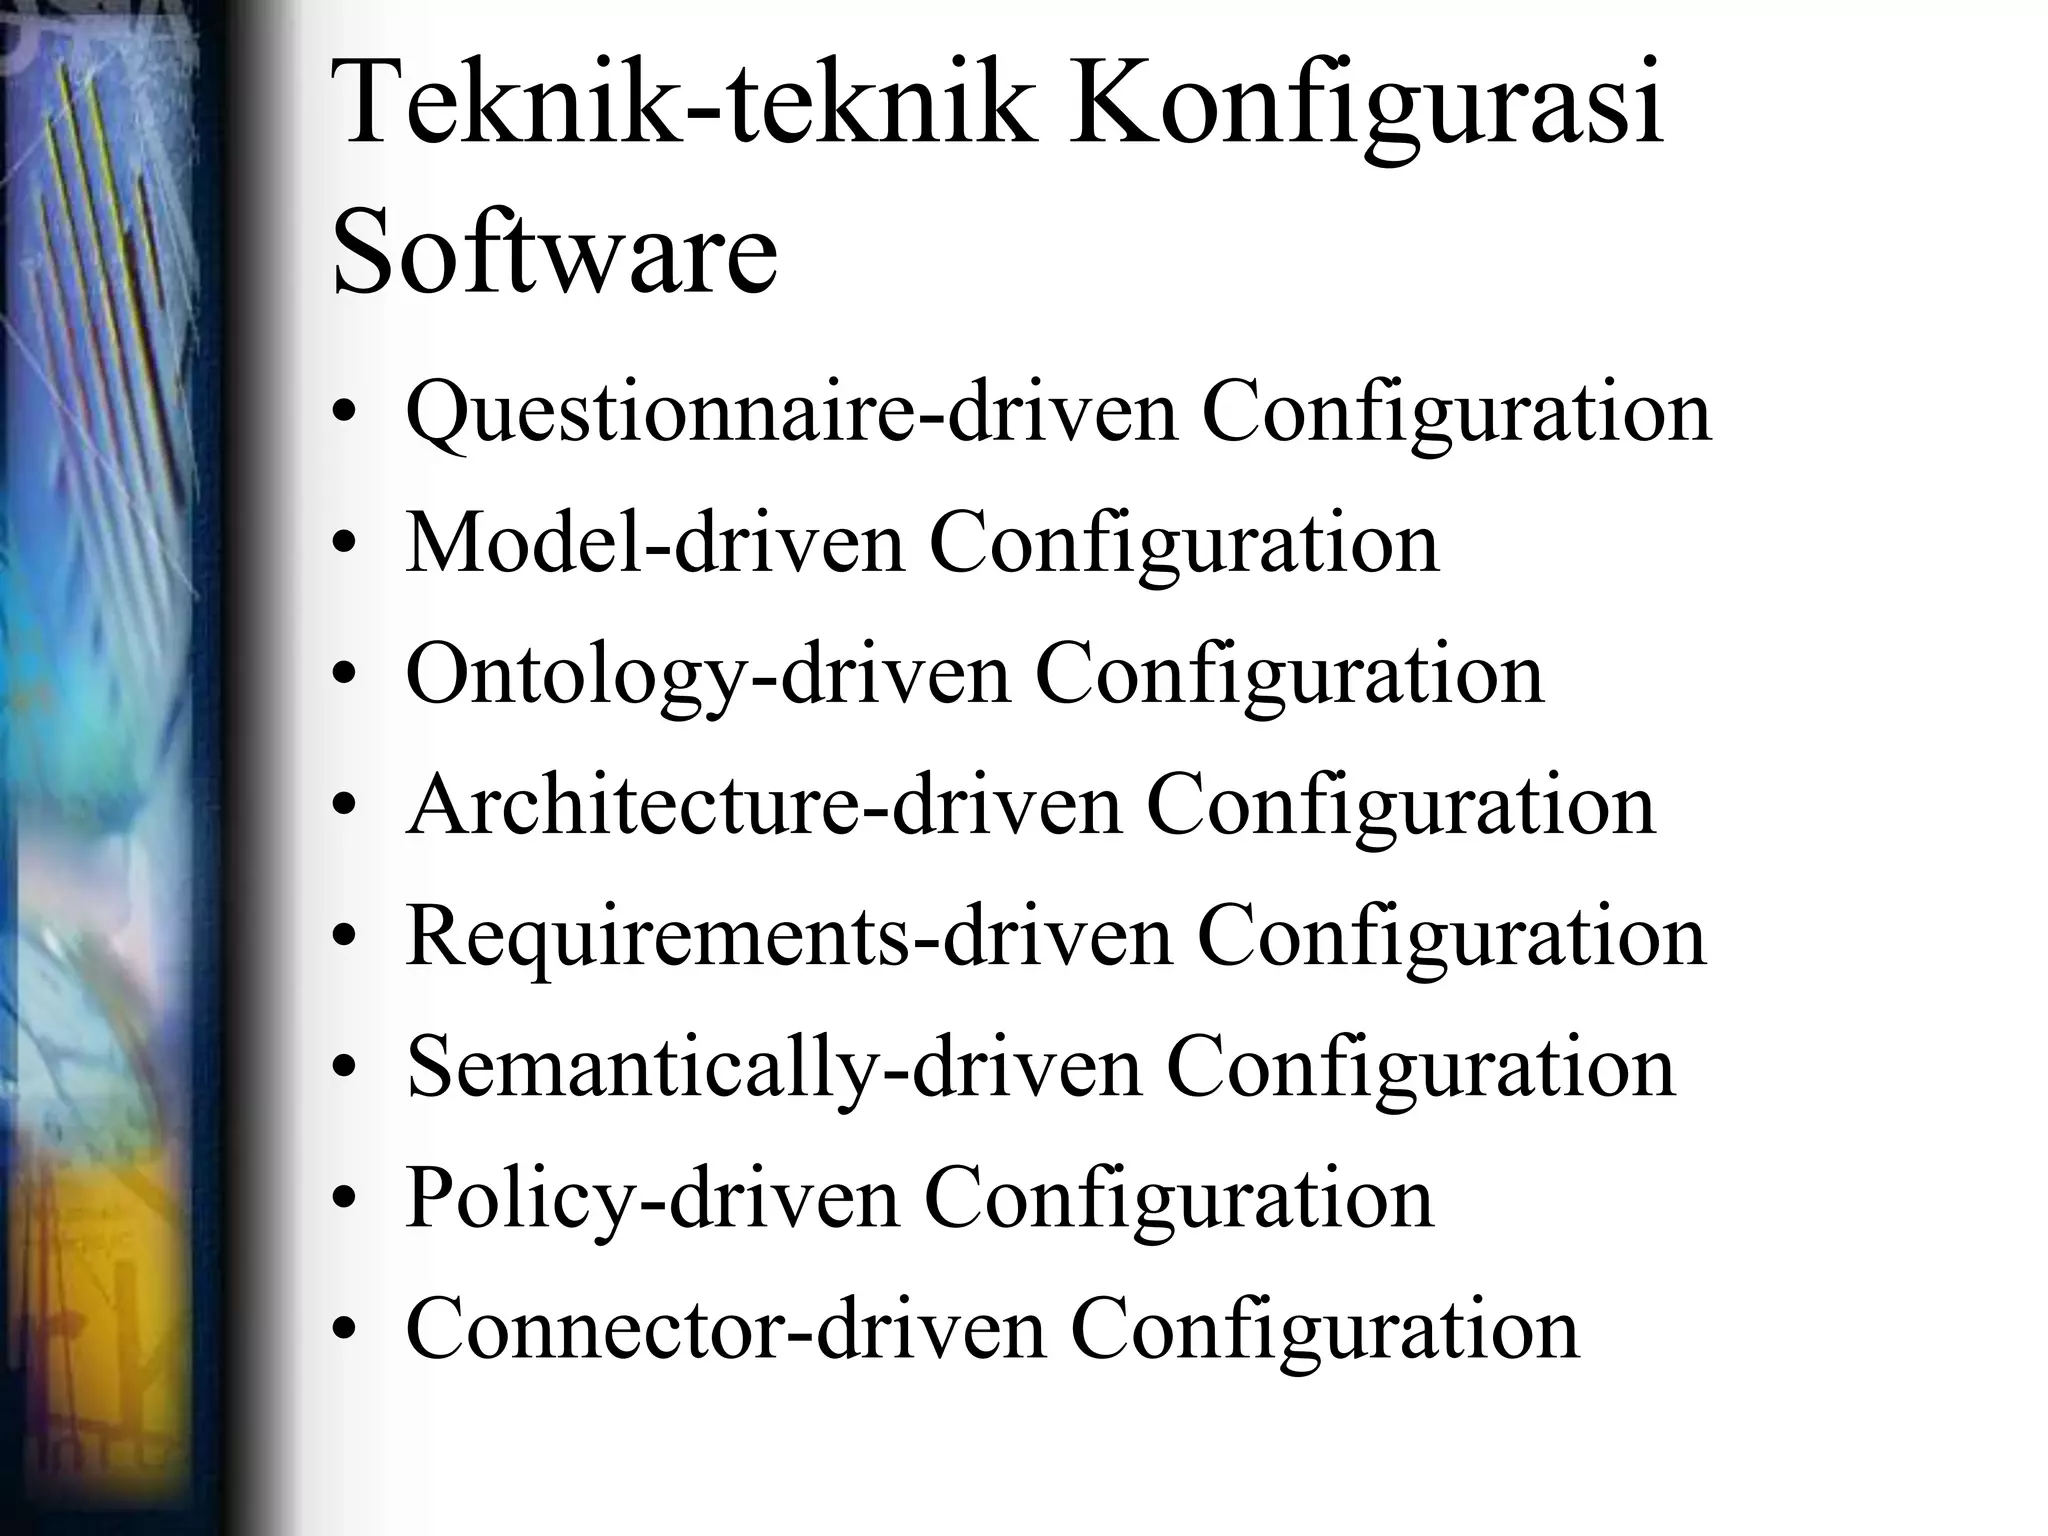 Teknik-teknik Konfigurasi
Software
• Questionnaire-driven Configuration
• Model-driven Configuration
• Ontology-driven Configuration
• Architecture-driven Configuration
• Requirements-driven Configuration
• Semantically-driven Configuration
• Policy-driven Configuration
• Connector-driven Configuration